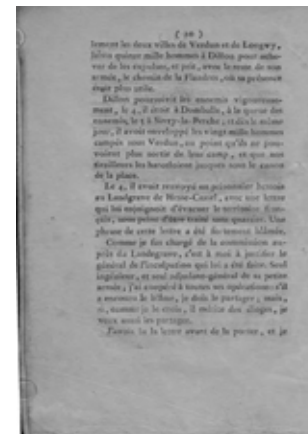 ( 20 )
lement les deux villes de Verdun et de Longwy,
laissa quinze mille hommes à Dillon pour achever
de les expulser, et prit, avec le reste de son
armée, le chemin de la Flandres, où sa présence
étoit plus utile.
Dillon poursuivit les ennemis vigoureusement,
le 4, il étoit à Dombasle, à la queue des
ennemis, le 5 à Sivry-la-Perche; et dès le même
jour, il avoit enveloppé les vingt mille hommes
campés sous Verdun, au point qu'ils ne pouvoient
plus sortir de leur camp, et que nos
tirailleurs les harceloient jusques sous le canon
de la place.
Le 4, il avoit renvoyé un prisonnier hessois
au Landgrave de Hesse-Cassel, avec une lettre
qui lui enjoignoit d'évacuer le territoire françois,
sous peine d'être traité sans quartier. Une
phrase de cette lettre a été fortement blâmée.
Comme je fus chargé de la commission auprès
du Landgrave, c'est à moi à justifier le
général de l'inculpation qui lui a été faite. Seul
ingénieur, et seul adjudant-général de sa petite
armée, j'ai coopéré à toutes ses opérations: s'il
a encouru le blâme, je dois le partager; mais,
si, comme je le crois, il mérite des éloges, je
veux aussi les partager.
J'avois lu la lettre avant de la porter, et je